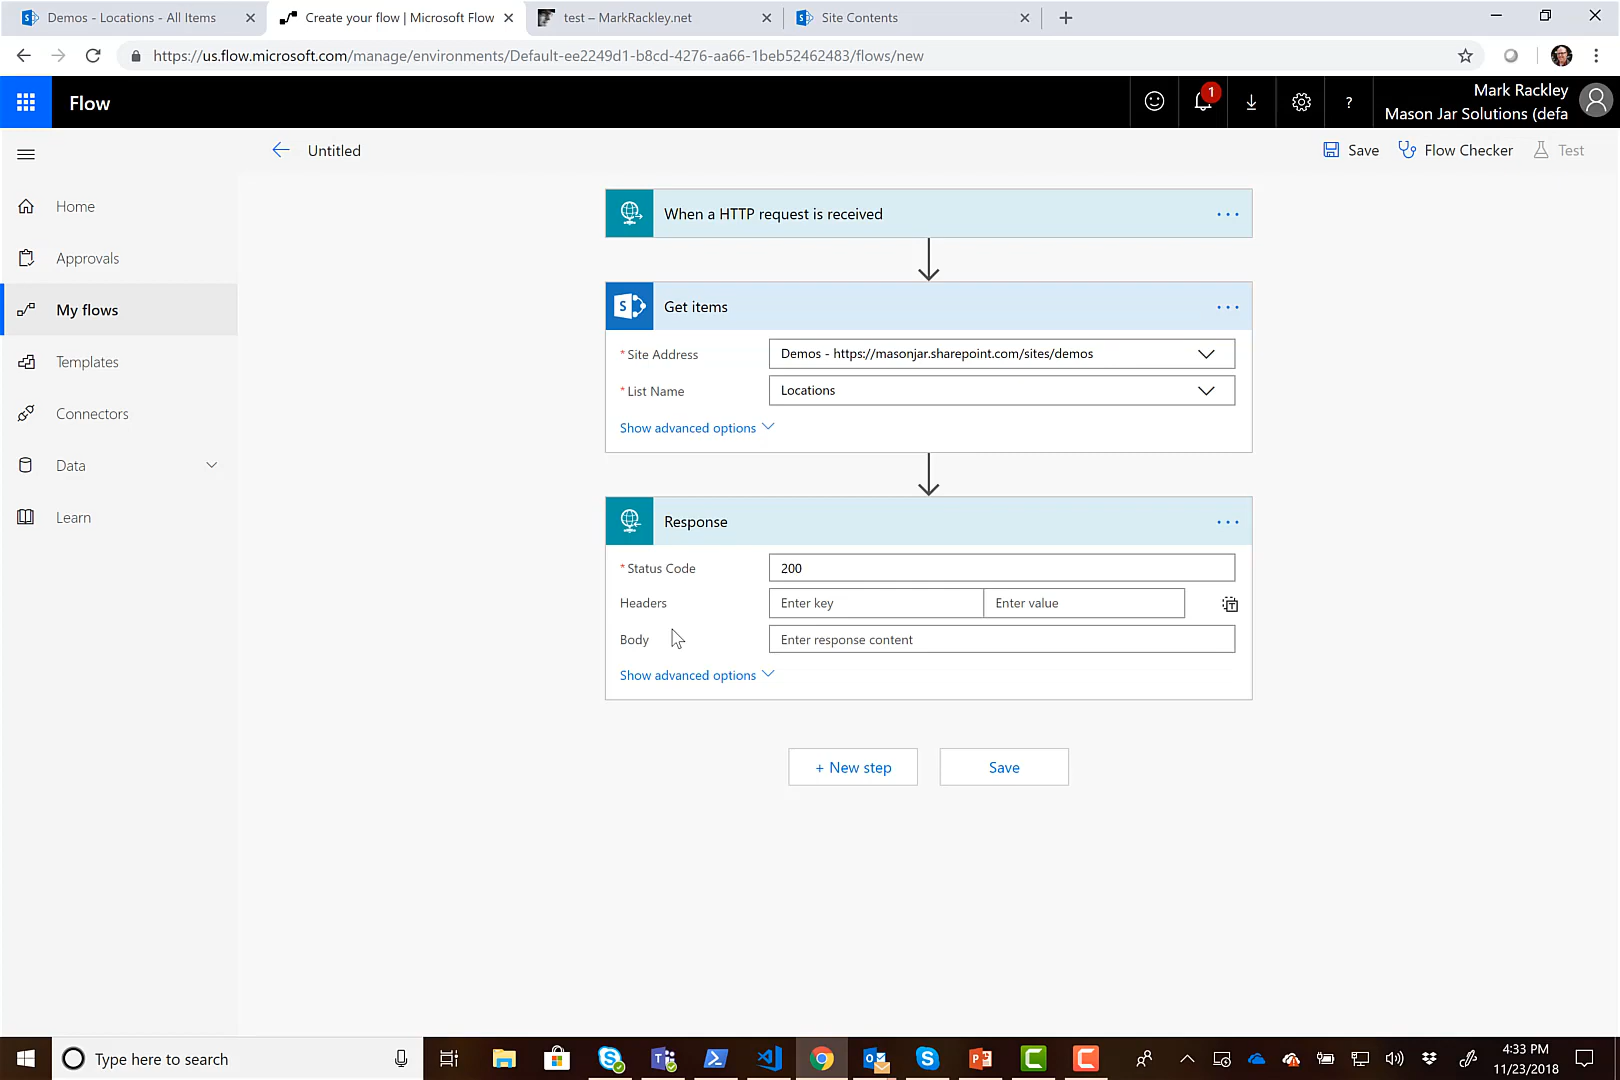 Demos - Locations - All Items
Create your flow | Microsoft Flow
test – MarkRackley.net
Site Contents
https://us.flow.microsoft.com/manage/environments/Default-ee2249d1-b8cd-4276-aa66-1beb52462483/flows/new
Flow
1
?
Mark Rackley
Mason Jar Solutions (defa
Untitled
Save
Flow Checker
Test
Home
Approvals
My flows
Templates
Connectors
Data
Learn
When a HTTP request is received
Get items
* Site Address
Demos - https://masonjar.sharepoint.com/sites/demos
* List Name
Locations
Show advanced options
Response
* Status Code
200
Headers
Enter key
Enter value
Body
Enter response content
Show advanced options
+ New step
Save
Type here to search
4:33 PM
11/23/2018